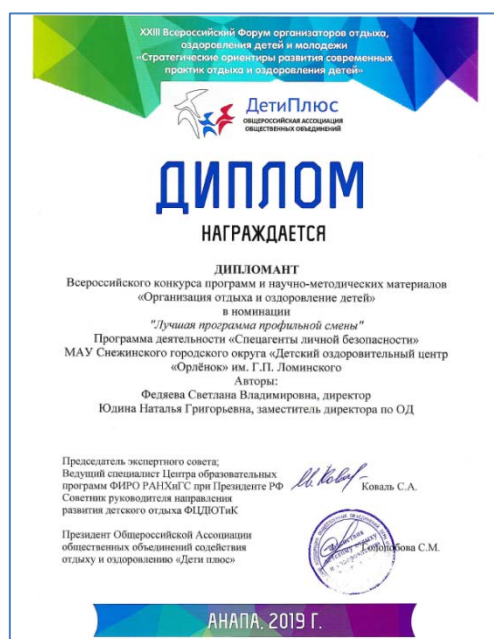 XXIII Всероссийский Форум организаторов отдыха,
оздоровления детей и молодежи
«Стратегические ориентиры развития современных
практик отдыха и оздоровления детей»
ДетиПлюс
ОБЩЕРОССИЙСКАЯ АССОЦИАЦИЯ
ОБЩЕСТВЕННЫХ ОБЪЕДИНЕНИЙ
ДИПЛОМ
НАГРАЖДАЕТСЯ
ДИПЛОМАНТ
Всероссийского конкурса программ и научно-методических материалов
«Организация отдыха и оздоровление детей»
в номинации
"Лучшая программа профильной смены"
Программа деятельности «Спецагенты личной безопасности»
МАУ Снежинского городского округа «Детский оздоровительный центр
«Орлёнок» им. Г.П. Ломинского
Авторы:
Федяева Светлана Владимировна, директор
Юдина Наталья Григорьевна, заместитель директора по ОД
Председатель экспертного совета;
Ведущий специалист Центра образовательных
программ ФИРО РАНХиГС при Президенте РФ
Советник руководителя направления
развития детского отдыха ФЦДЮТиК
Коваль С.А.
Президент Общероссийской Ассоциации
общественных объединений содействия
отдыху и оздоровлению «Дети плюс»
С.М.
АНАПА, 2019 Г.